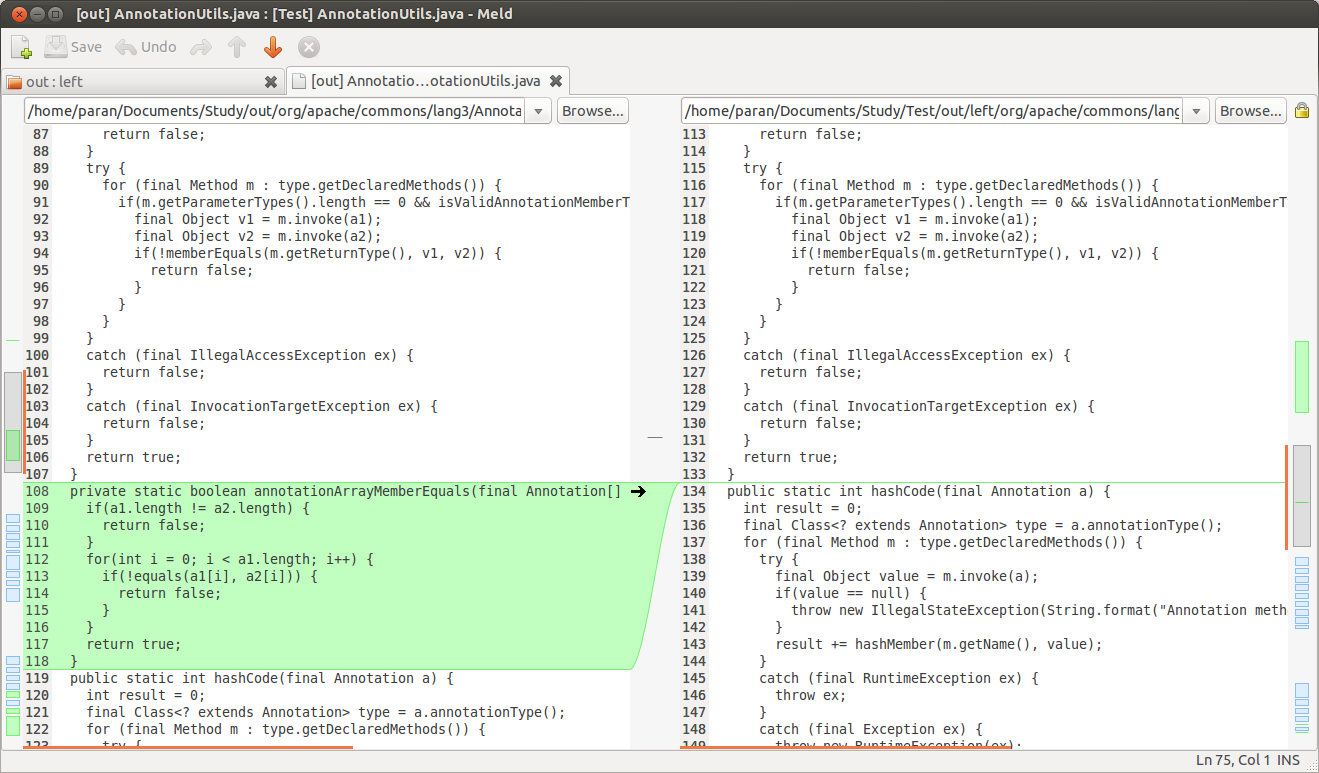 [out] AnnotationUtils.java : [Test] AnnotationUtils.java - Meld
Save Undo
out : left
[out] Annotatio...otationUtils.java
/home/paran/Documents/Study/out/org/apache/commons/lang3/Annota
Browse...
87 return false;
88 }
89 try {
90 for (final Method m : type.getDeclaredMethods()) {
91 if(m.getParameterTypes().length == 0 && isValidAnnotationMemberT
92 final Object v1 = m.invoke(a1);
93 final Object v2 = m.invoke(a2);
94 if(!memberEquals(m.getReturnType(), v1, v2)) {
95 return false;
96 }
97 }
98 }
99 }
100 catch (final IllegalAccessException ex) {
101 return false;
102 }
103 catch (final InvocationTargetException ex) {
104 return false;
105 }
106 return true;
107 }
108 private static boolean annotationArrayMemberEquals(final Annotation[]
109 if(a1.length != a2.length) {
110 return false;
111 }
112 for(int i = 0; i < a1.length; i++) {
113 if(!equals(a1[i], a2[i])) {
114 return false;
115 }
116 }
117 return true;
118 }
119 public static int hashCode(final Annotation a) {
120 int result = 0;
121 final Class<? extends Annotation> type = a.annotationType();
122 for (final Method m : type.getDeclaredMethods()) {
123 try {
/home/paran/Documents/Study/Test/out/left/org/apache/commons/lang
Browse...
113 return false;
114 }
115 try {
116 for (final Method m : type.getDeclaredMethods()) {
117 if(m.getParameterTypes().length == 0 && isValidAnnotationMemberT
118 final Object v1 = m.invoke(a1);
119 final Object v2 = m.invoke(a2);
120 if(!memberEquals(m.getReturnType(), v1, v2)) {
121 return false;
122 }
123 }
124 }
125 }
126 catch (final IllegalAccessException ex) {
127 return false;
128 }
129 catch (final InvocationTargetException ex) {
130 return false;
131 }
132 return true;
133 }
134 public static int hashCode(final Annotation a) {
135 int result = 0;
136 final Class<? extends Annotation> type = a.annotationType();
137 for (final Method m : type.getDeclaredMethods()) {
138 try {
139 final Object value = m.invoke(a);
140 if(value == null) {
141 throw new IllegalStateException(String.format("Annotation meth
142 }
143 result += hashMember(m.getName(), value);
144 }
145 catch (final RuntimeException ex) {
146 throw ex;
147 }
148 catch (final Exception ex) {
149 throw new RuntimeException(ex);
Ln 75, Col 1 INS